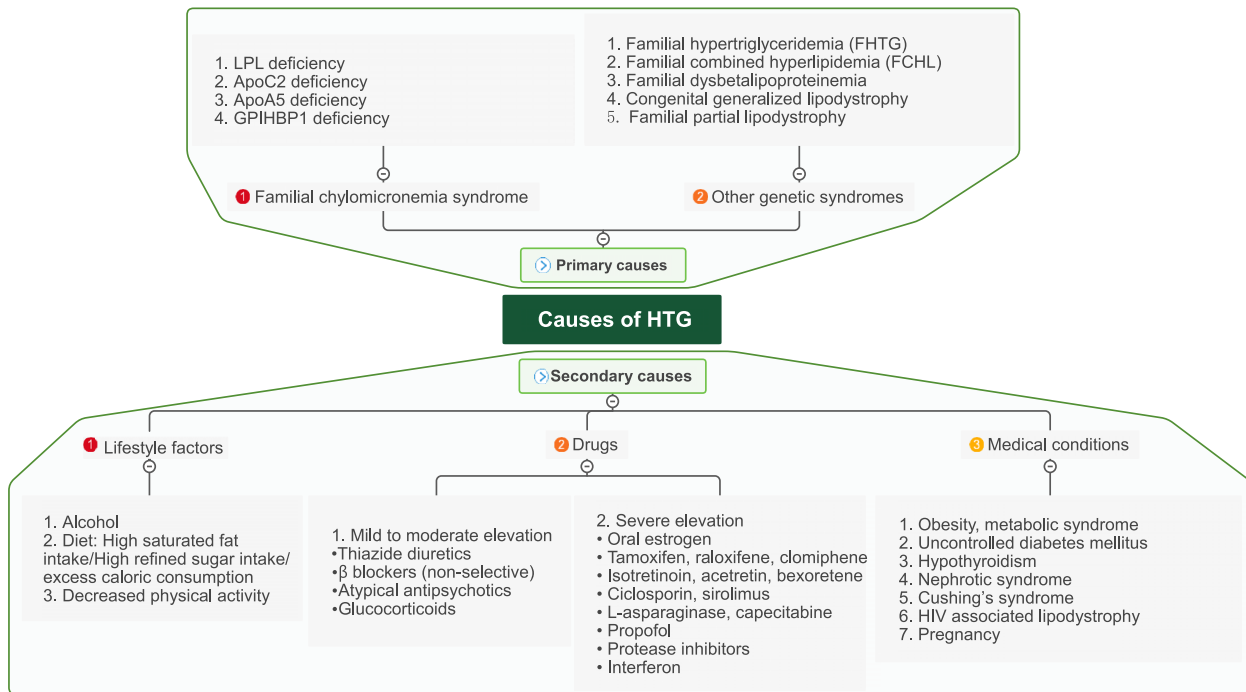 1. LPL deficiency
2. ApoC2 deficiency
3. ApoA5 deficiency
4. GPIHBP1 deficiency
1. Familial hypertriglyceridemia (FHTG)
2. Familial combined hyperlipidemia (FCHL)
3. Familial dysbetalipoproteinemia
4. Congenital generalized lipodystrophy
5. Familial partial lipodystrophy
1 Familial chylomicronemia syndrome
2 Other genetic syndromes
Primary causes
Causes of HTG
Secondary causes
1 Lifestyle factors
2 Drugs
3 Medical conditions
1. Alcohol
2. Diet: High saturated fat
intake/High refined sugar intake/
excess caloric consumption
3. Decreased physical activity
1. Mild to moderate elevation
•Thiazide diuretics
•β blockers (non-selective)
•Atypical antipsychotics
•Glucocorticoids
2. Severe elevation
• Oral estrogen
• Tamoxifen, raloxifene, clomiphene
• Isotretinoin, acetretin, bexoretene
• Ciclosporin, sirolimus
• L-asparaginase, capecitabine
• Propofol
• Protease inhibitors
• Interferon
1. Obesity, metabolic syndrome
2. Uncontrolled diabetes mellitus
3. Hypothyroidism
4. Nephrotic syndrome
5. Cushing's syndrome
6. HIV associated lipodystrophy
7. Pregnancy